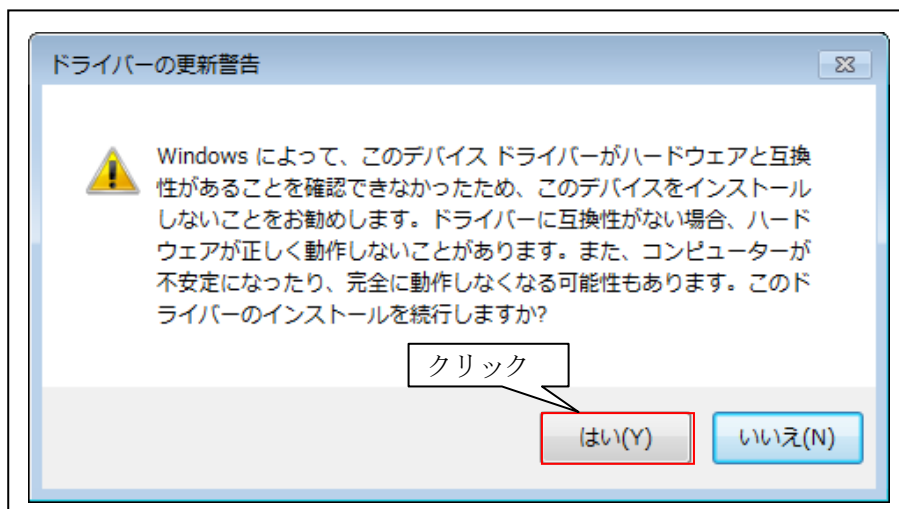 ドライバーの更新警告
Windows によって、このデバイス ドライバーがハードウェアと互換
性があることを確認できなかったため、このデバイスをインストール
しないことをお勧めします。ドライバーに互換性がない場合、ハード
ウェアが正しく動作しないことがあります。また、コンピューターが
不安定になったり、完全に動作しなくなる可能性もあります。このド
ライバーのインストールを続行しますか?
クリック
はい(Y)
いいえ(N)